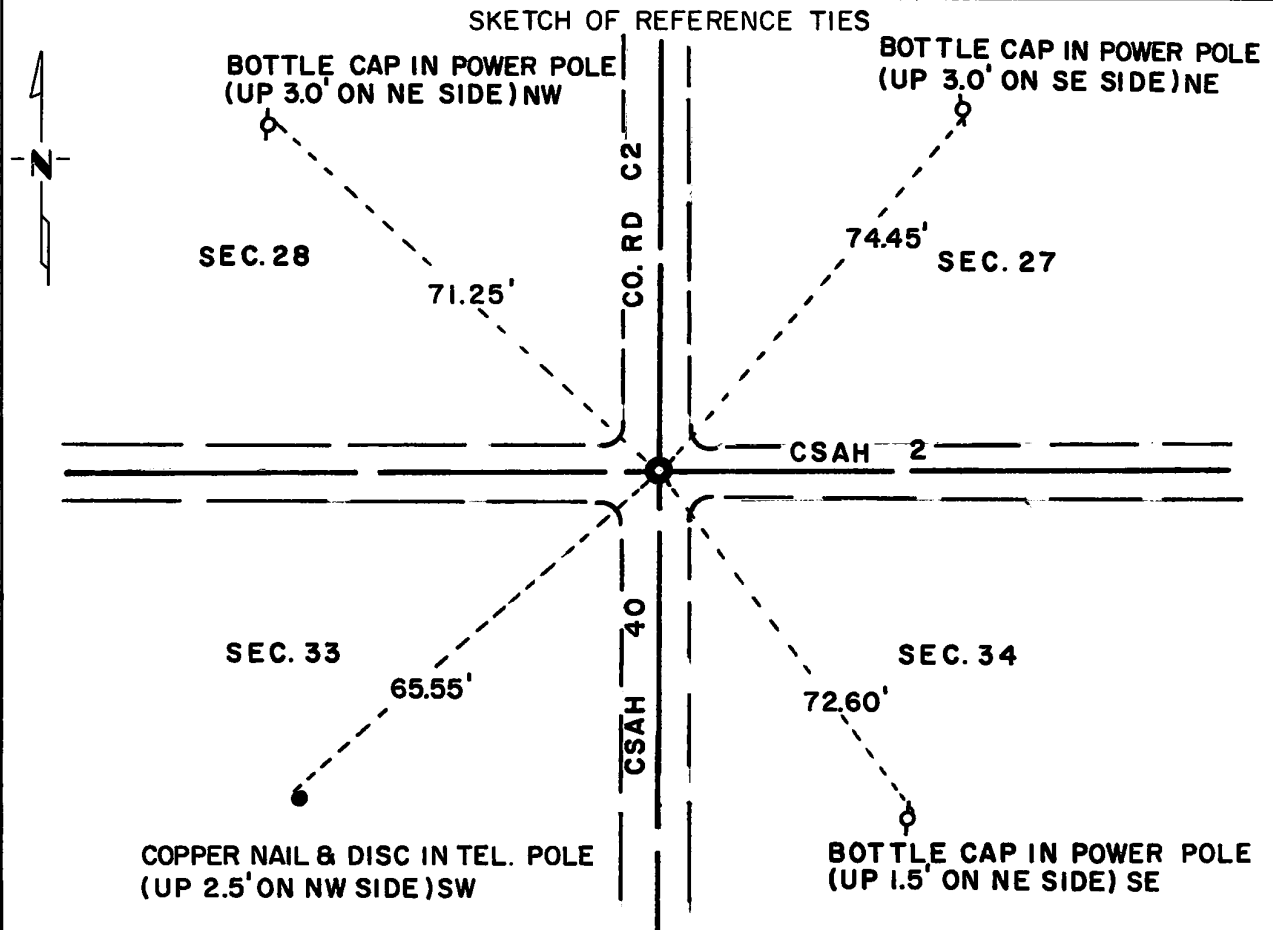 SKETCH OF REFERENCE TIES
BOTTLE CAP IN POWER POLE
(UP 3.0' ON NE SIDE) NW
BOTTLE CAP IN POWER POLE
(UP 3.0' ON SE SIDE) NE
N
CO. RD C2
SEC. 28
71.25'
74.45'
SEC. 27
CSAH 2
SEC. 33
65.55'
CSAH 40
SEC. 34
72.60'
COPPER NAIL & DISC IN TEL. POLE
(UP 2.5' ON NW SIDE) SW
BOTTLE CAP IN POWER POLE
(UP 1.5' ON NE SIDE) SE